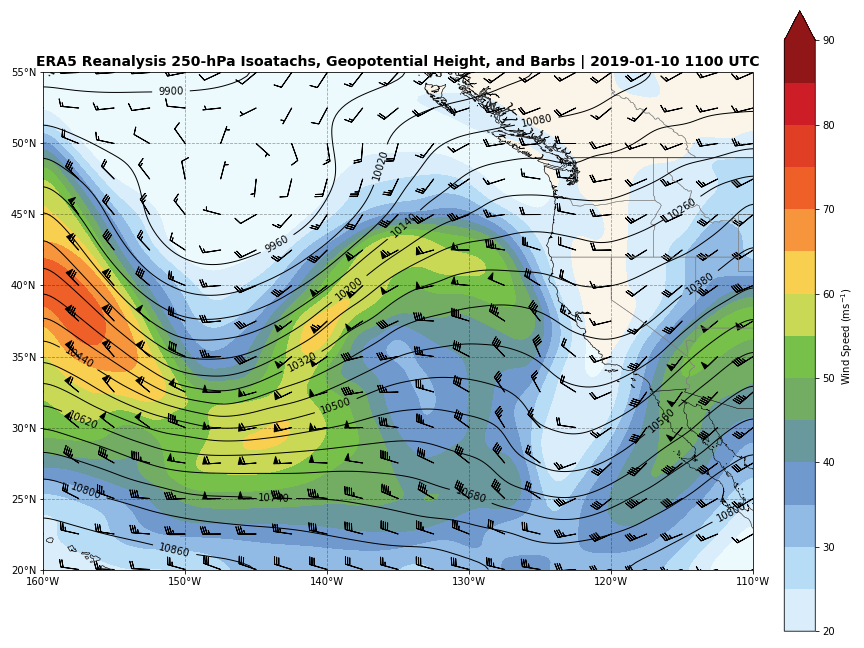 ERA5 Reanalysis 250-hPa Isoatachs, Geopotential Height, and Barbs | 2019-01-10 1100 UTC
55°N
50°N
45°N
40°N
35°N
30°N
25°N
20°N
160°W
150°W
140°W
130°W
120°W
110°W
9900
10080
10020
10260
10140
9960
10380
10200
10440
10320
10500
10620
10560
10800
10740
10680
10800
10860
90
80
70
60
50
40
30
20
Wind Speed (ms⁻¹)